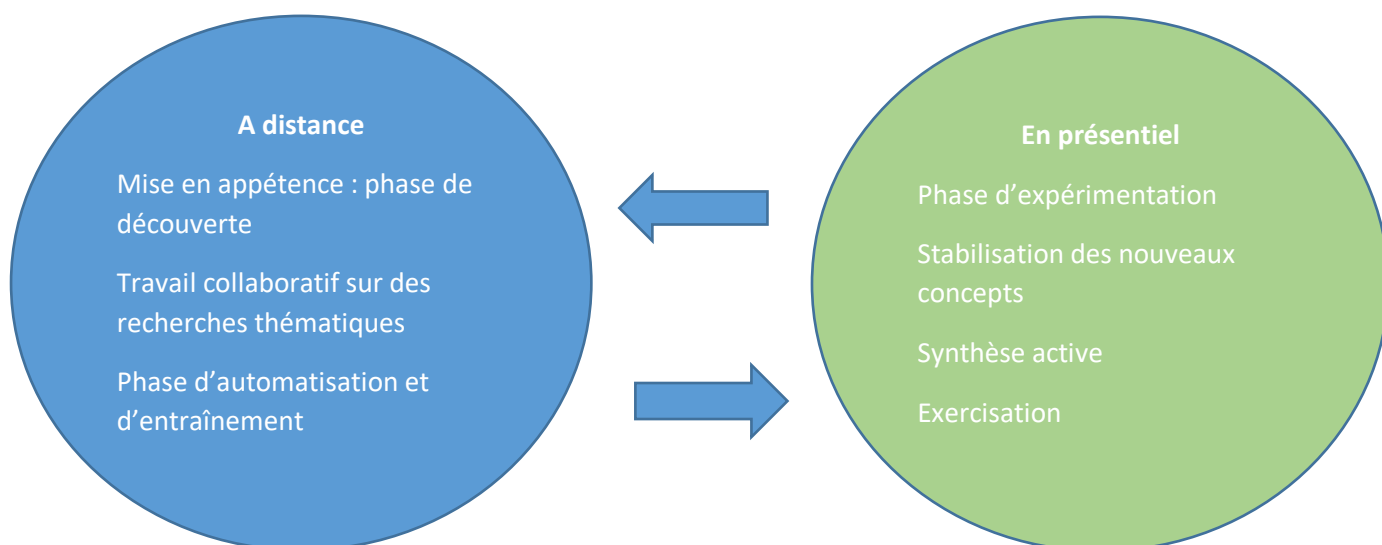 A distance
Mise en appétence : phase de
découverte
Travail collaboratif sur des
recherches thématiques
Phase d’automatisation et
d’entraînement
En présentiel
Phase d’expérimentation
Stabilisation des nouveaux
concepts
Synthèse active
Exercisation